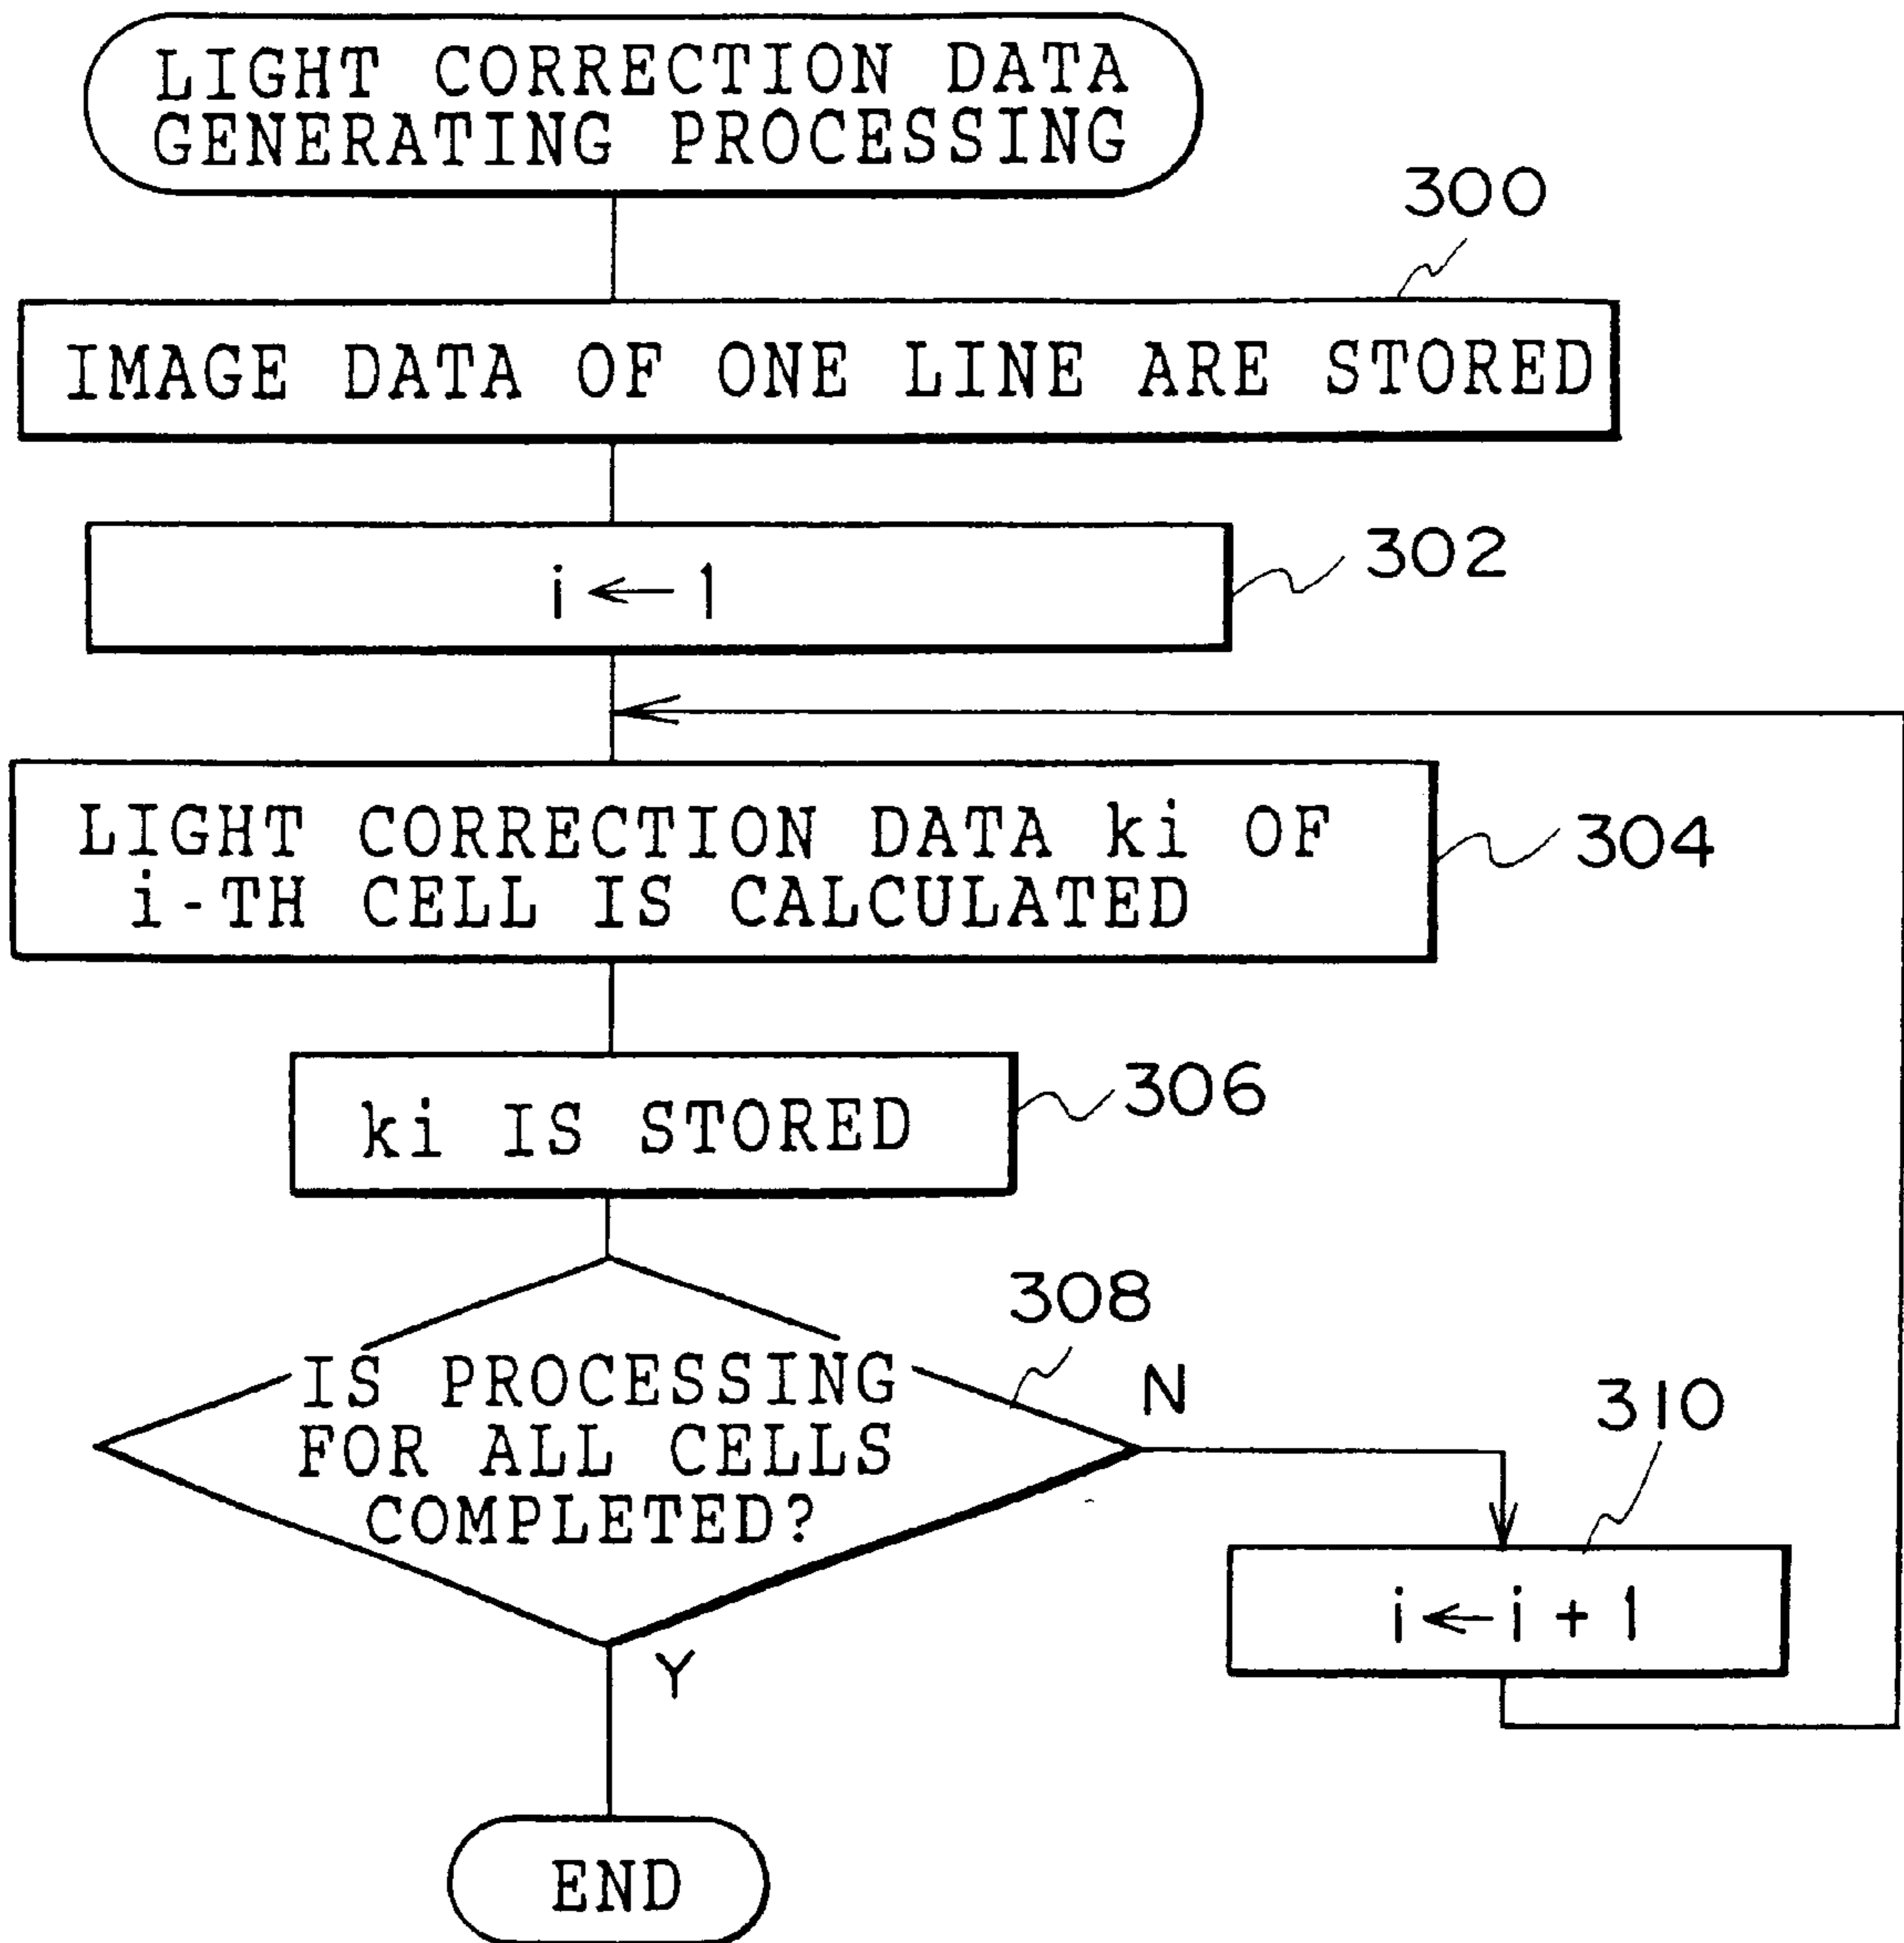 LIGHT CORRECTION DATA
GENERATING PROCESSING
300
IMAGE DATA OF ONE LINE ARE STORED
302
i ← 1
LIGHT CORRECTION DATA ki OF
i-TH CELL IS CALCULATED
304
ki IS STORED
306
308
IS PROCESSING
FOR ALL CELLS
COMPLETED?
N
310
i ← i + 1
Y
END